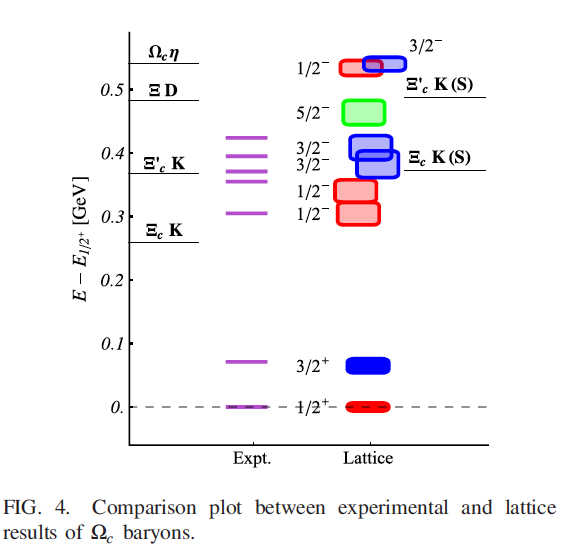 3/2⁻
Ω_c η
1/2⁻
Ξ'_c K (S)
0.5
Ξ D
5/2⁻
0.4
3/2⁻
Ξ_c K (S)
Ξ'_c K
3/2⁻
1/2⁻
0.3
1/2⁻
Ξ_c K
E − E_{1/2⁺} [GeV]
0.2
0.1
3/2⁺
0.
1/2⁺
Expt.
Lattice
FIG. 4. Comparison plot between experimental and lattice
results of Ω_c baryons.